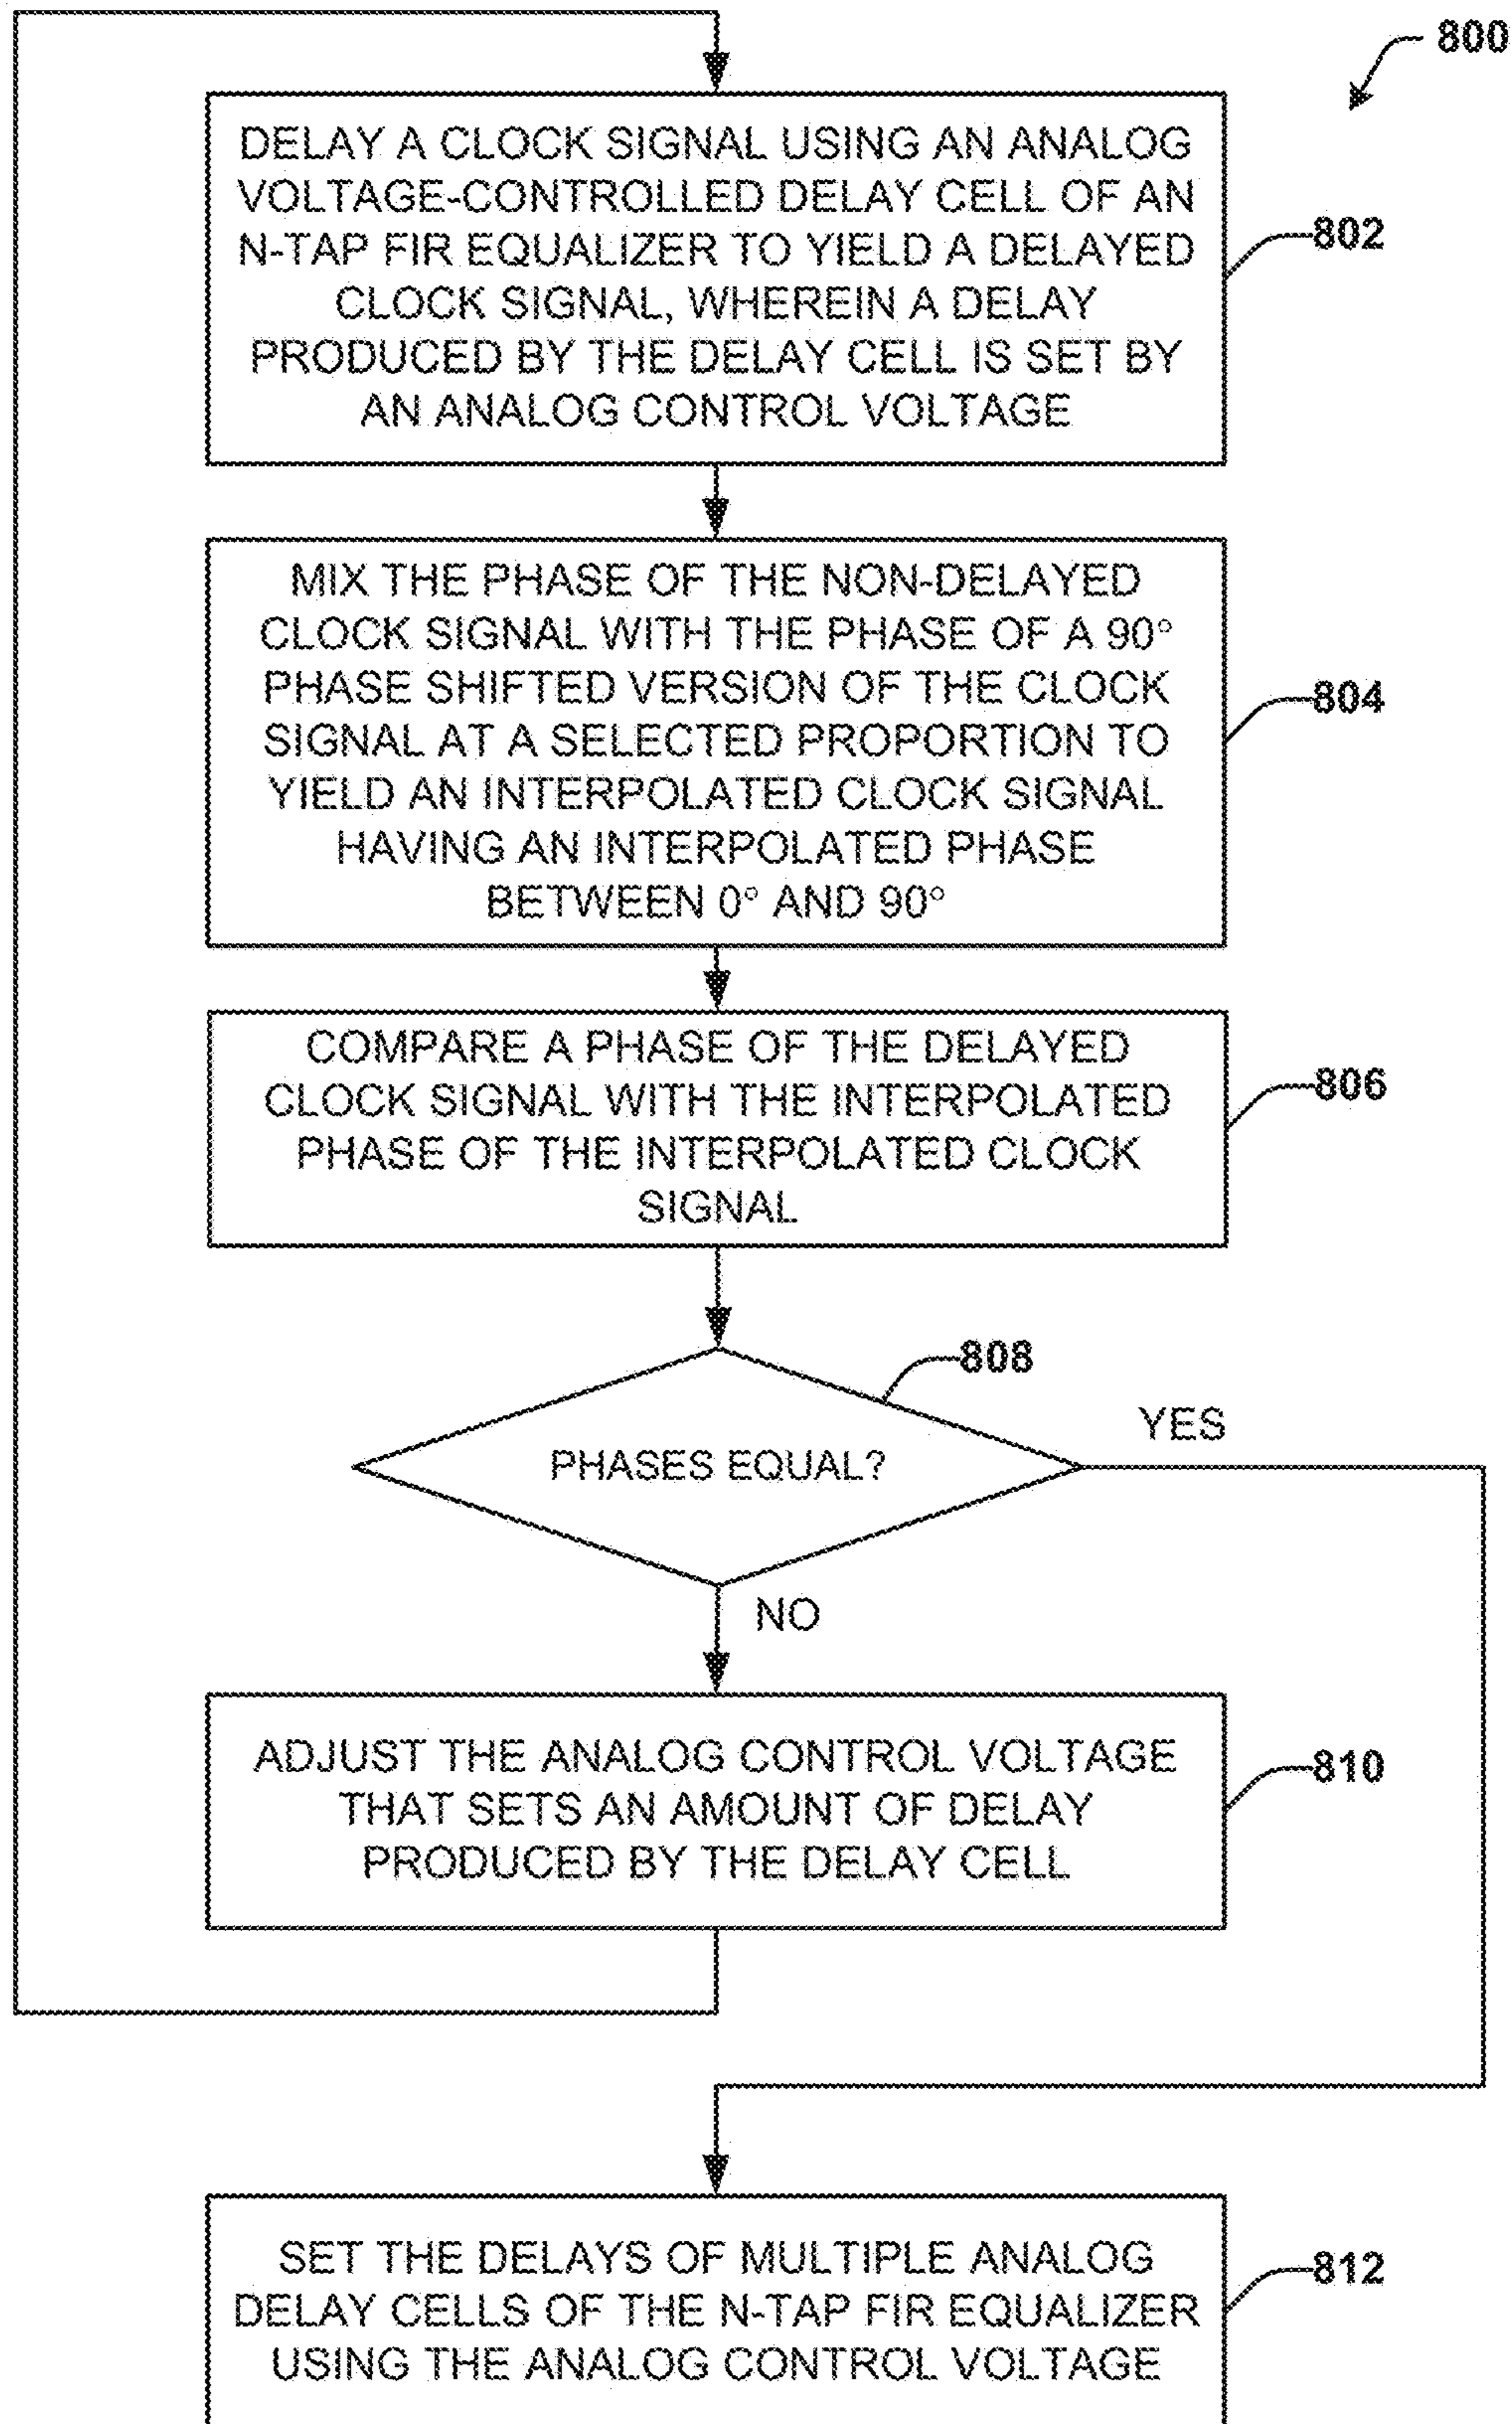 800
DELAY A CLOCK SIGNAL USING AN ANALOG
VOLTAGE-CONTROLLED DELAY CELL OF AN
N-TAP FIR EQUALIZER TO YIELD A DELAYED
CLOCK SIGNAL, WHEREIN A DELAY
PRODUCED BY THE DELAY CELL IS SET BY
AN ANALOG CONTROL VOLTAGE
802
MIX THE PHASE OF THE NON-DELAYED
CLOCK SIGNAL WITH THE PHASE OF A 90°
PHASE SHIFTED VERSION OF THE CLOCK
SIGNAL AT A SELECTED PROPORTION TO
YIELD AN INTERPOLATED CLOCK SIGNAL
HAVING AN INTERPOLATED PHASE
BETWEEN 0° AND 90°
804
COMPARE A PHASE OF THE DELAYED
CLOCK SIGNAL WITH THE INTERPOLATED
PHASE OF THE INTERPOLATED CLOCK
SIGNAL
806
808
PHASES EQUAL?
YES
NO
ADJUST THE ANALOG CONTROL VOLTAGE
THAT SETS AN AMOUNT OF DELAY
PRODUCED BY THE DELAY CELL
810
SET THE DELAYS OF MULTIPLE ANALOG
DELAY CELLS OF THE N-TAP FIR EQUALIZER
USING THE ANALOG CONTROL VOLTAGE
812